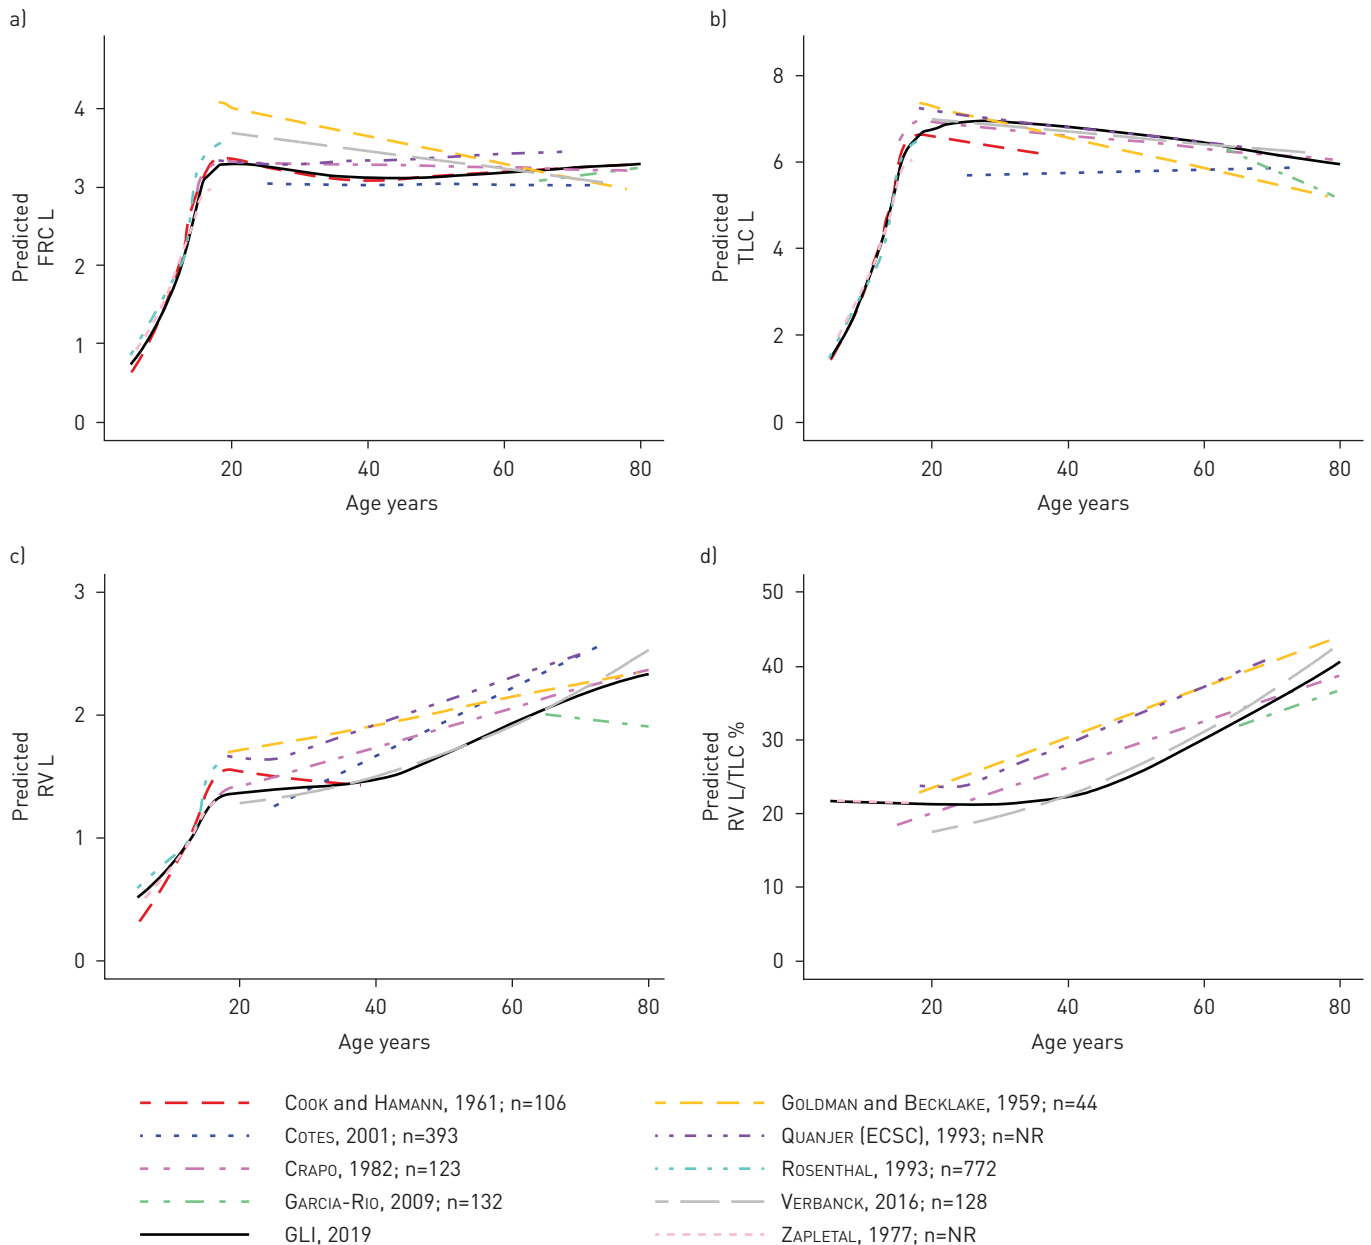 a)
4
3
2
1
0
Predicted
FRC L
20
40
60
80
Age years
b)
8
6
4
2
0
Predicted
TLC L
20
40
60
80
Age years
c)
3
2
1
0
Predicted
RV L
20
40
60
80
Age years
d)
50
40
30
20
10
0
Predicted
RV L/TLC %
20
40
60
80
Age years
COOK and HAMANN, 1961; n=106
COTES, 2001; n=393
CRAPO, 1982; n=123
GARCIA-RIO, 2009; n=132
GLI, 2019
GOLDMAN and BECKLAKE, 1959; n=44
QUANJER (ECSC), 1993; n=NR
ROSENTHAL, 1993; n=772
VERBANCK, 2016; n=128
ZAPLETAL, 1977; n=NR